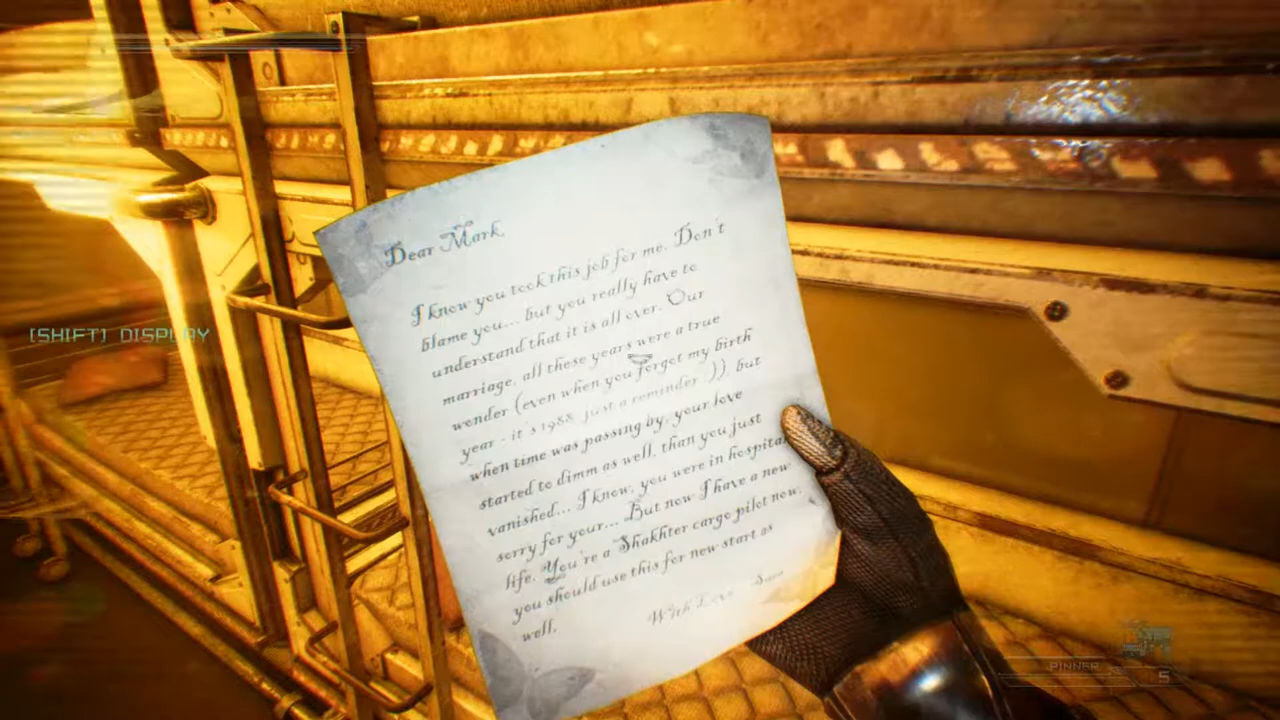 Dear Mark,
I know you took this job for me. Don't
blame you... but you really have to
understand that it is all over. Our
marriage, all these years were a true
wonder (even when you forgot my birth
year - it's 1988 just a reminder :)), but
when time was passing by, your love
started to dimm as well, than you just
vanished... I know, you were in hospital,
sorry for your... But now I have a new
life. You're a Shakhter cargo pilot now,
you should use this for new start as
well.
With Love
[SHIFT] DISPLAY
PINNER
5